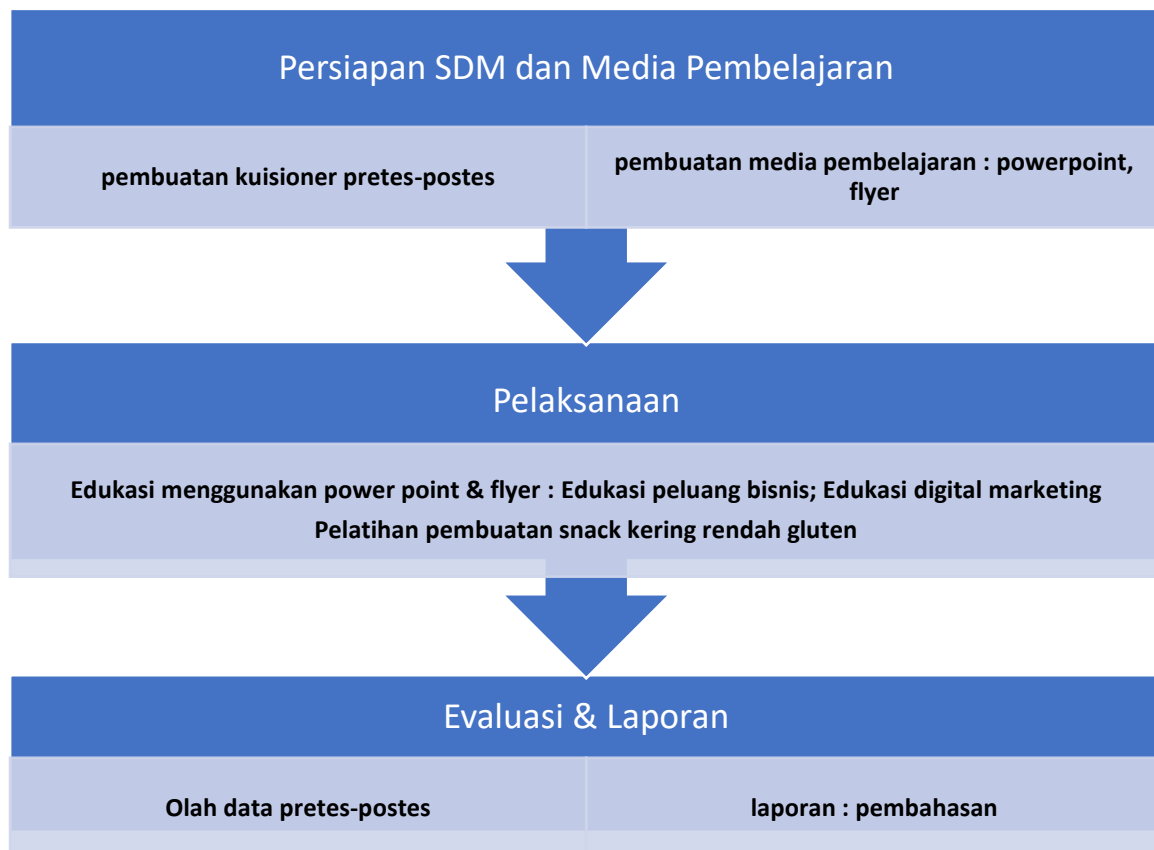 Persiapan SDM dan Media Pembelajaran
pembuatan kuisioner pretes-postes
pembuatan media pembelajaran : powerpoint,
flyer
Pelaksanaan
Edukasi menggunakan power point & flyer : Edukasi peluang bisnis; Edukasi digital marketing
Pelatihan pembuatan snack kering rendah gluten
Evaluasi & Laporan
Olah data pretes-postes
laporan : pembahasan